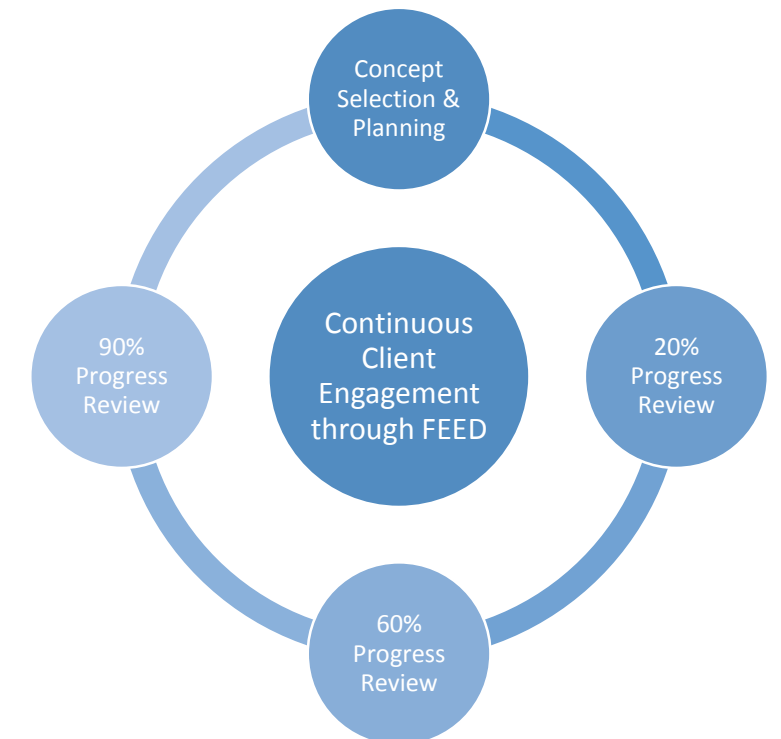 Concept
Selection &
Planning
20%
Progress
Review
60%
Progress
Review
90%
Progress
Review
Continuous
Client
Engagement
through FEED